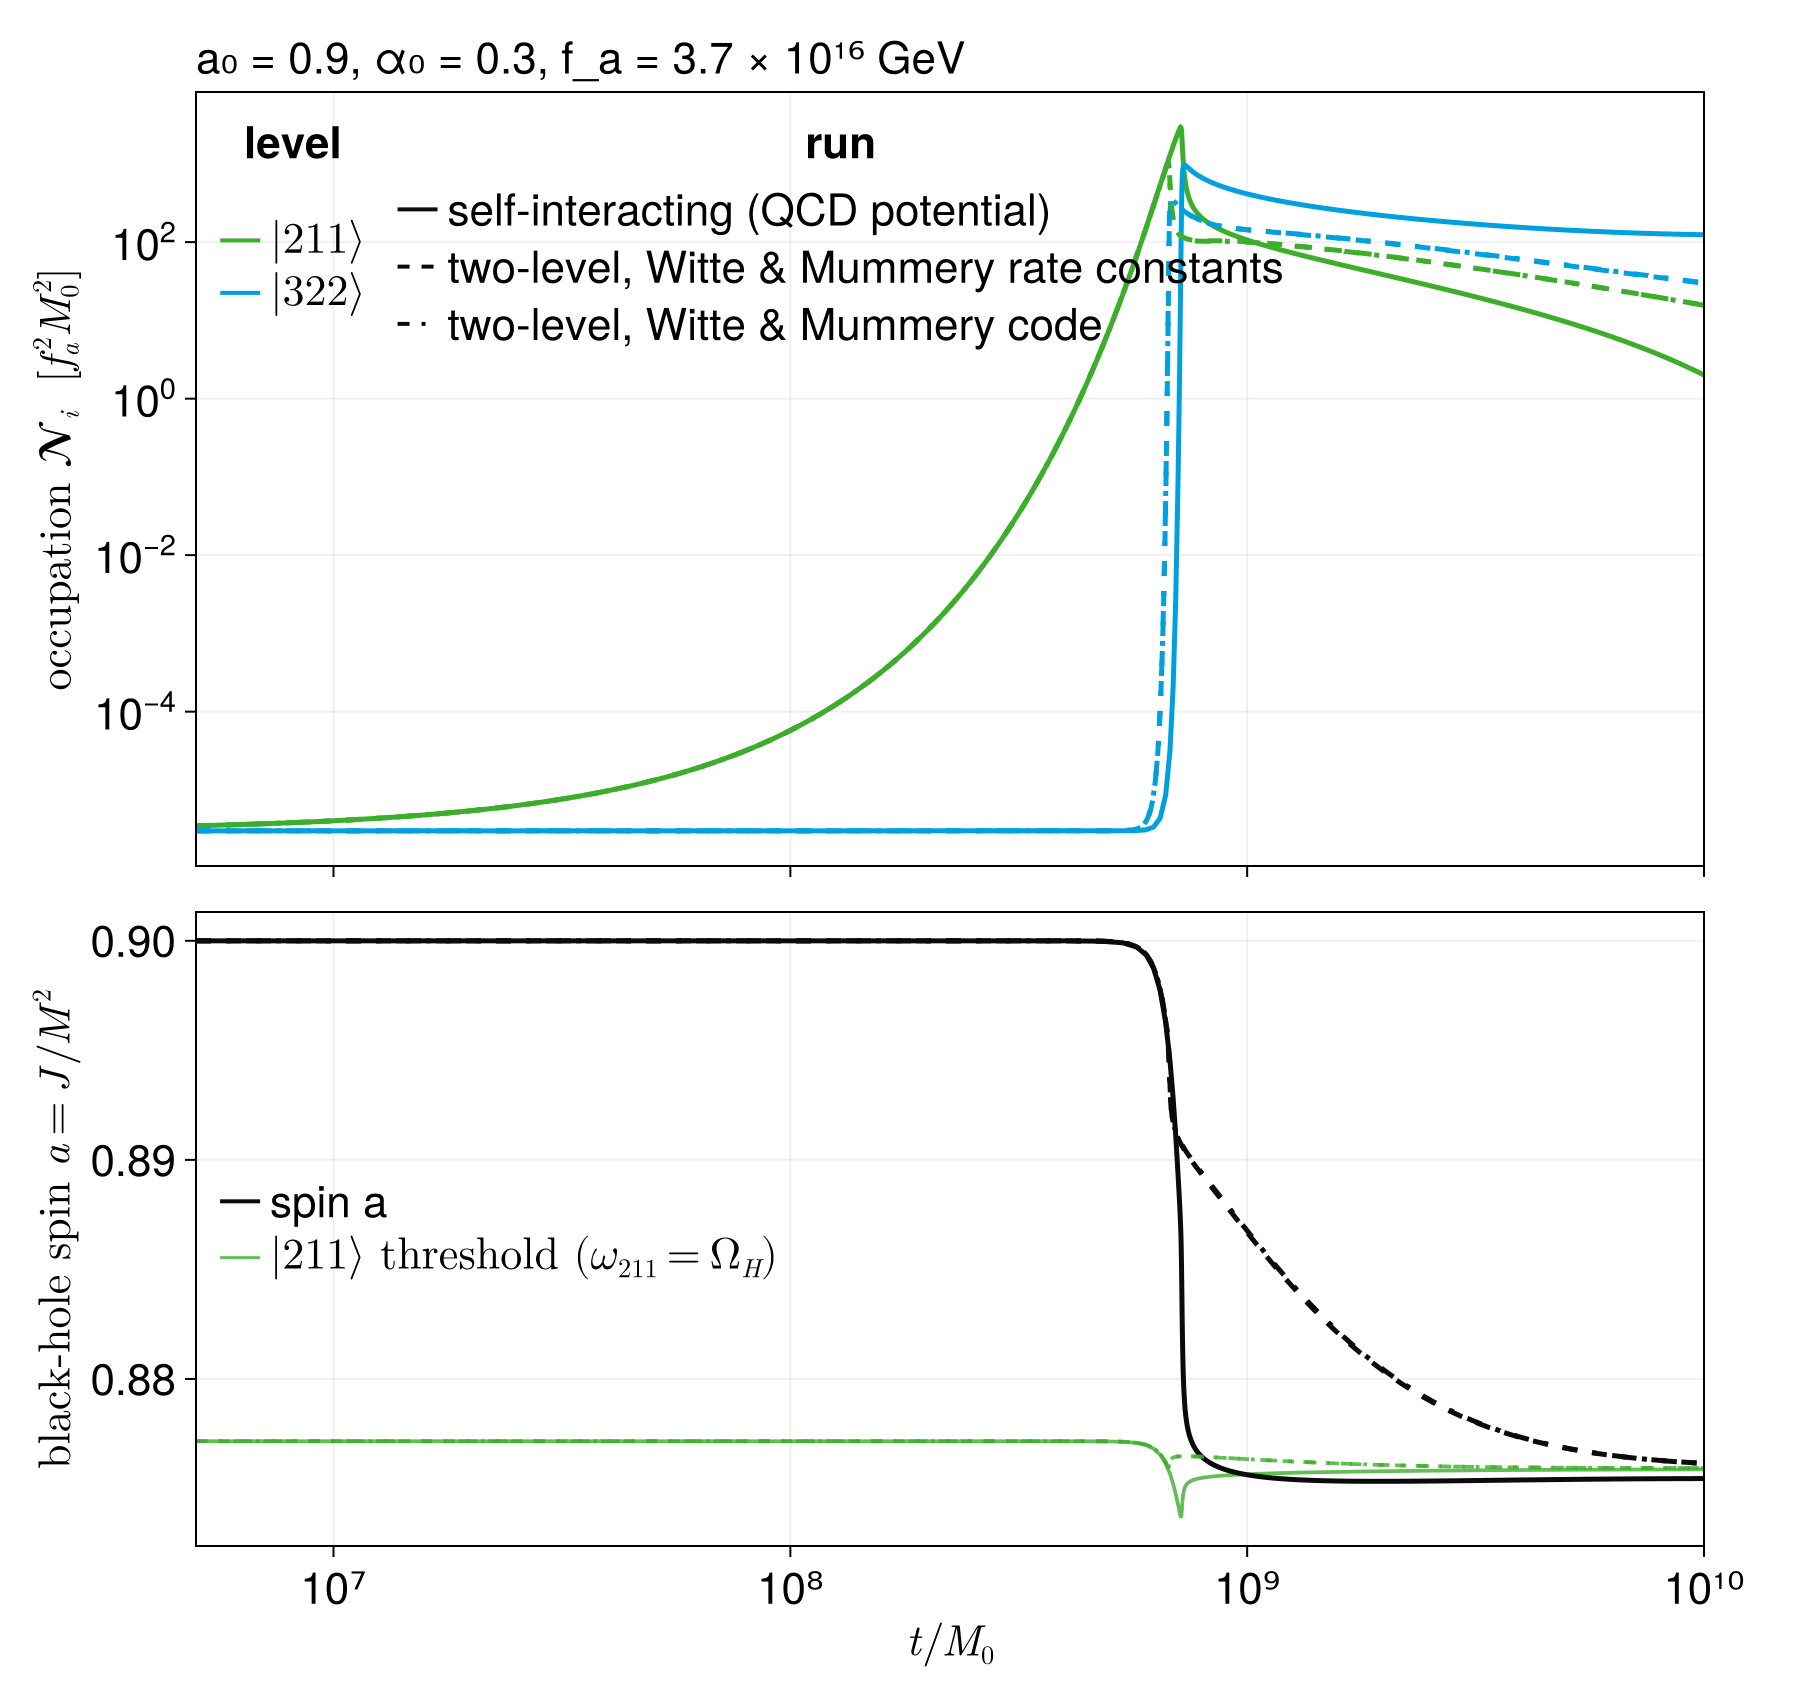 a₀ = 0.9, α₀ = 0.3, f_a = 3.7 × 10¹⁶ GeV
level
run
|211⟩
|322⟩
self-interacting (QCD potential)
two-level, Witte & Mummery rate constants
two-level, Witte & Mummery code
occupation 𝒩ᵢ [f_a²M₀²]
10²
10⁰
10⁻²
10⁻⁴
black-hole spin a = J/M²
0.90
0.89
0.88
spin a
|211⟩ threshold (ω₂₁₁ = Ω_H)
10⁷
10⁸
10⁹
10¹⁰
t/M₀